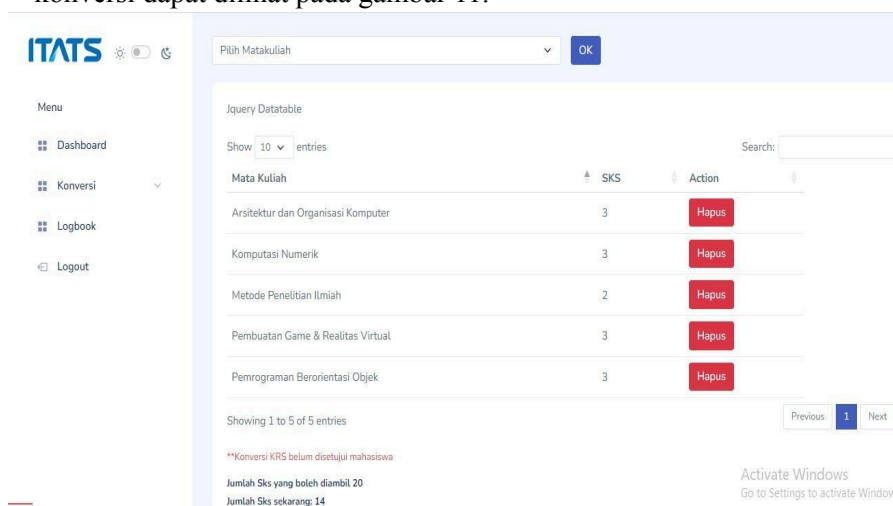 konversi dapat dilihat pada gambar 11.
ITATS
Pilih Matakuliah OK
Menu
Dashboard
Konversi
Logbook
Logout
Jquery Datatable
Show 10 entries Search:
Mata Kuliah SKS Action
Arsitektur dan Organisasi Komputer 3 Hapus
Komputasi Numerik 3 Hapus
Metode Penelitian Ilmiah 2 Hapus
Pembuatan Game & Realitas Virtual 3 Hapus
Pemrograman Berorientasi Objek 3 Hapus
Showing 1 to 5 of 5 entries Previous 1 Next
**Konversi KRS belum disetujui mahasiswa
Jumlah Sks yang boleh diambil 20
Jumlah Sks sekarang: 14
Activate Windows
Go to Settings to activate Window